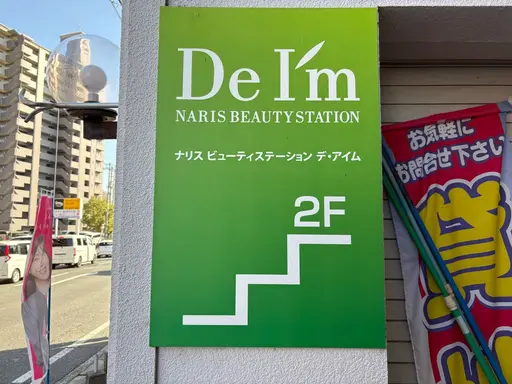 De I'm
NARIS BEAUTY STATION
ナリス ビューティステーション デ・アイム
2F
お気軽に
お問合せ下さい